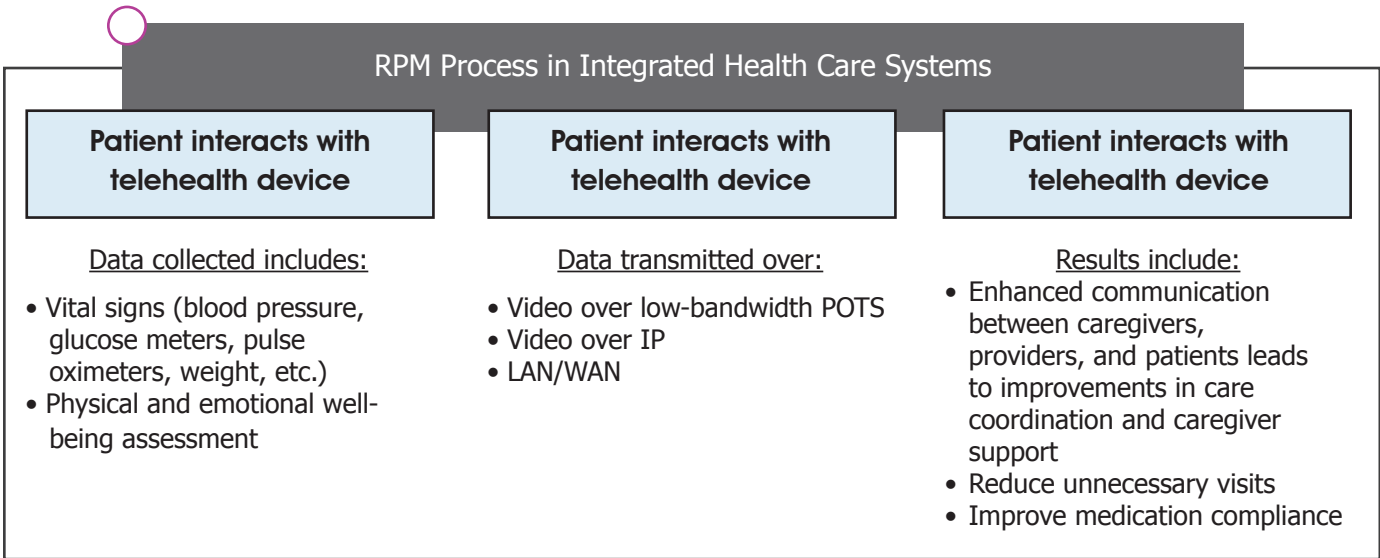 RPM Process in Integrated Health Care Systems
Patient interacts with
telehealth device
Data collected includes:
• Vital signs (blood pressure,
glucose meters, pulse
oximeters, weight, etc.)
• Physical and emotional well-
being assessment
Patient interacts with
telehealth device
Data transmitted over:
• Video over low-bandwidth POTS
• Video over IP
• LAN/WAN
Patient interacts with
telehealth device
Results include:
• Enhanced communication
between caregivers,
providers, and patients leads
to improvements in care
coordination and caregiver
support
• Reduce unnecessary visits
• Improve medication compliance